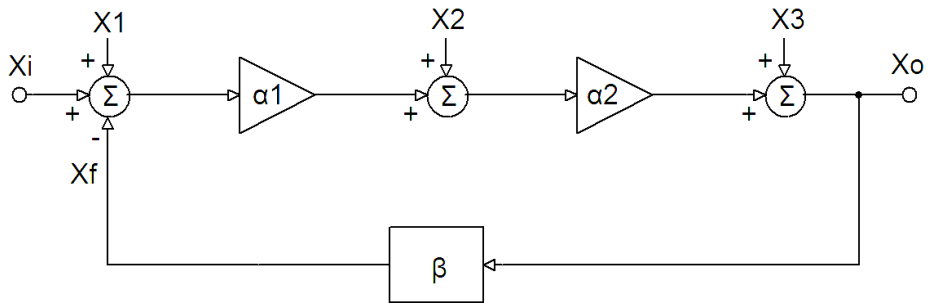 X1
X2
X3
Xi
Xo
+
+
+
Σ
α1
Σ
α2
Σ
+
+
+
-
Xf
β